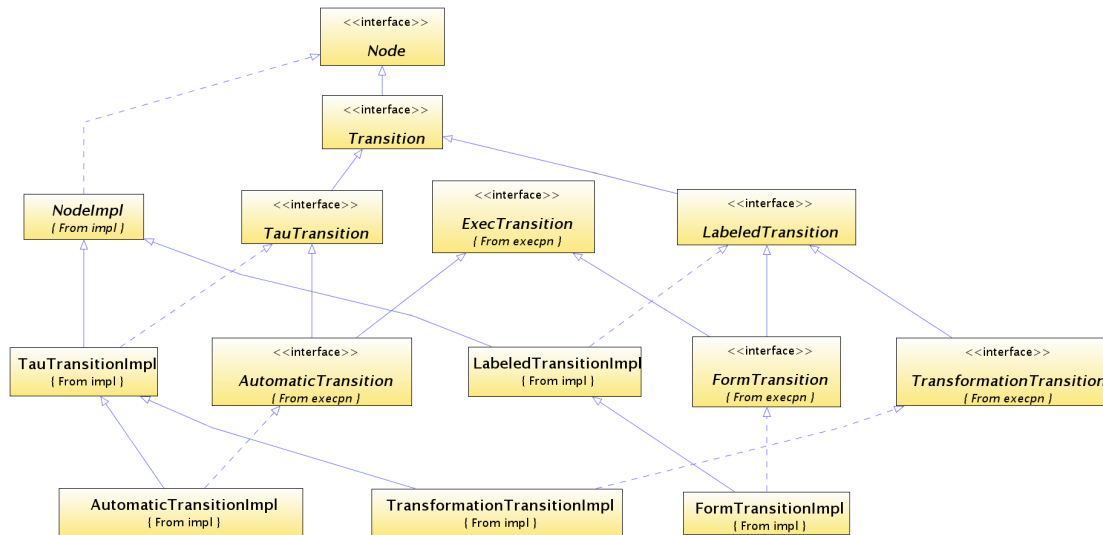 <<interface>>
Node
<<interface>>
Transition
NodeImpl
{ From impl }
<<interface>>
TauTransition
<<interface>>
ExecTransition
{ From execpn }
<<interface>>
LabeledTransition
TauTransitionImpl
{ From impl }
<<interface>>
AutomaticTransition
{ From execpn }
LabeledTransitionImpl
{ From impl }
<<interface>>
FormTransition
{ From execpn }
<<interface>>
TransformationTransition
{ From execpn }
AutomaticTransitionImpl
{ From impl }
TransformationTransitionImpl
{ From impl }
FormTransitionImpl
{ From impl }